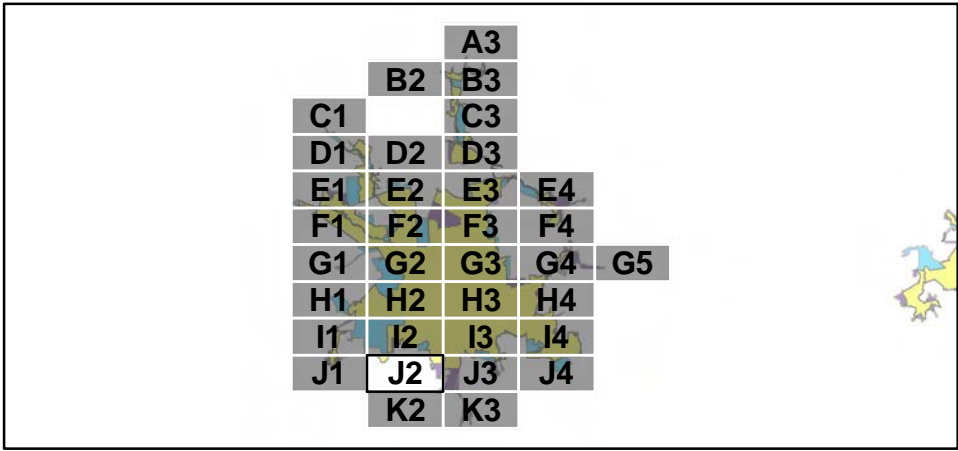 A3
B2 B3
C1 C3
D1 D2 D3
E1 E2 E3 E4
F1 F2 F3 F4
G1 G2 G3 G4 G5
H1 H2 H3 H4
I1 I2 I3 I4
J1 J2 J3 J4
K2 K3